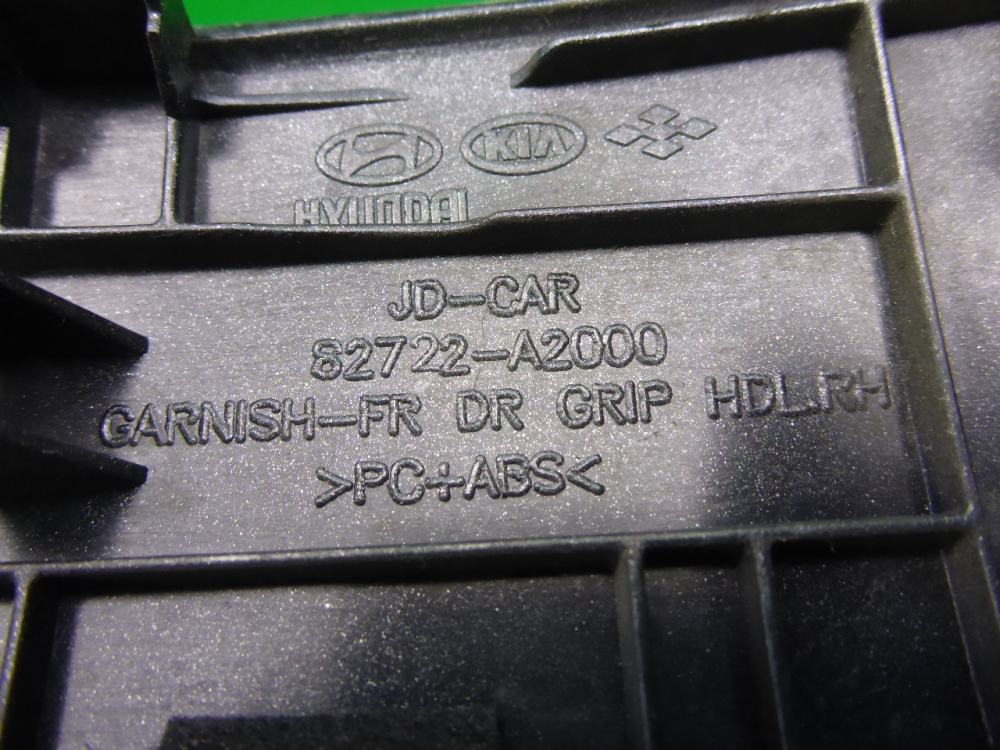 KIA
HYUNDAI
JD-CAR
82722-A2000
GARNISH-FR DR GRIP HDL,RH
>PC+ABS<